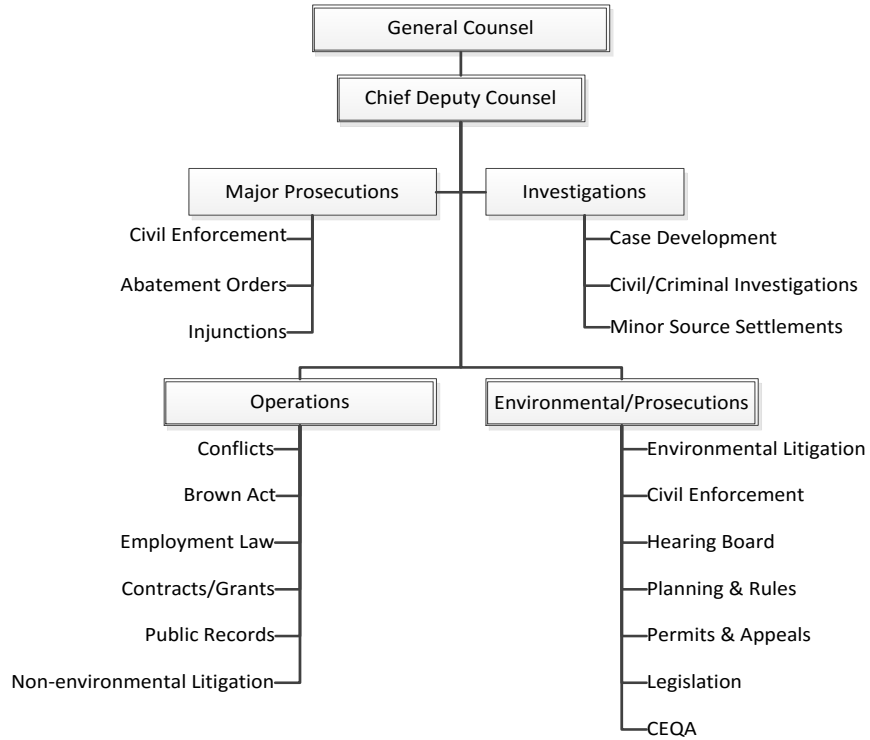 General Counsel
Chief Deputy Counsel
Major Prosecutions
Civil Enforcement
Abatement Orders
Injunctions
Investigations
Case Development
Civil/Criminal Investigations
Minor Source Settlements
Operations
Conflicts
Brown Act
Employment Law
Contracts/Grants
Public Records
Non-environmental Litigation
Environmental/Prosecutions
Environmental Litigation
Civil Enforcement
Hearing Board
Planning & Rules
Permits & Appeals
Legislation
CEQA